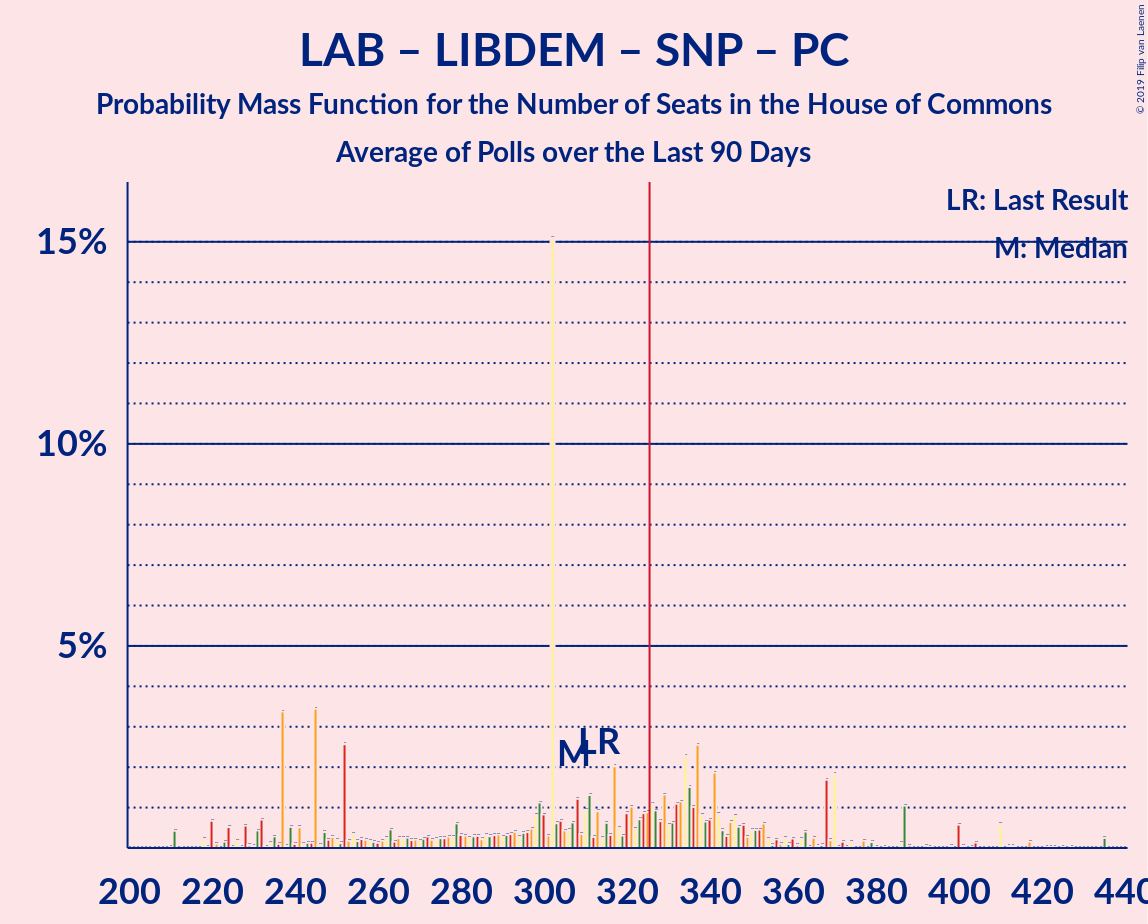 LAB – LIBDEM – SNP – PC
Probability Mass Function for the Number of Seats in the House of Commons
Average of Polls over the Last 90 Days
© 2019 Filip van Laenen
LR: Last Result
M: Median
15%
10%
5%
M
LR
200 220 240 260 280 300 320 340 360 380 400 420 440